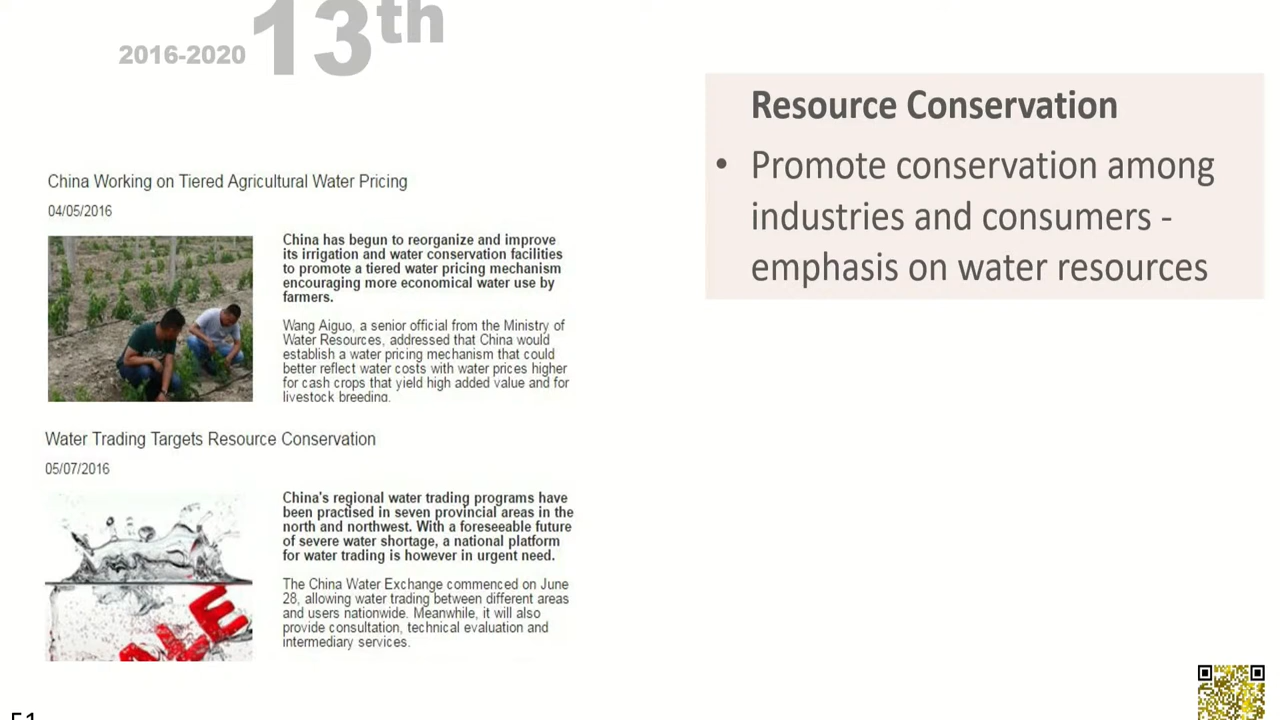 2016-2020 13th
Resource Conservation
• Promote conservation among
industries and consumers -
emphasis on water resources
China Working on Tiered Agricultural Water Pricing
04/05/2016
China has begun to reorganize and improve
its irrigation and water conservation facilities
to promote a tiered water pricing mechanism
encouraging more economical water use by
farmers.
Wang Aiguo, a senior official from the Ministry of
Water Resources, addressed that China would
establish a water pricing mechanism that could
better reflect water costs with water prices higher
for cash crops that yield high added value and for
livestock breeding.
Water Trading Targets Resource Conservation
05/07/2016
China's regional water trading programs have
been practised in seven provincial areas in the
north and northwest. With a foreseeable future
of severe water shortage, a national platform
for water trading is however in urgent need.
The China Water Exchange commenced on June
28, allowing water trading between different areas
and users nationwide. Meanwhile, it will also
provide consultation, technical evaluation and
intermediary services.
ALE
51